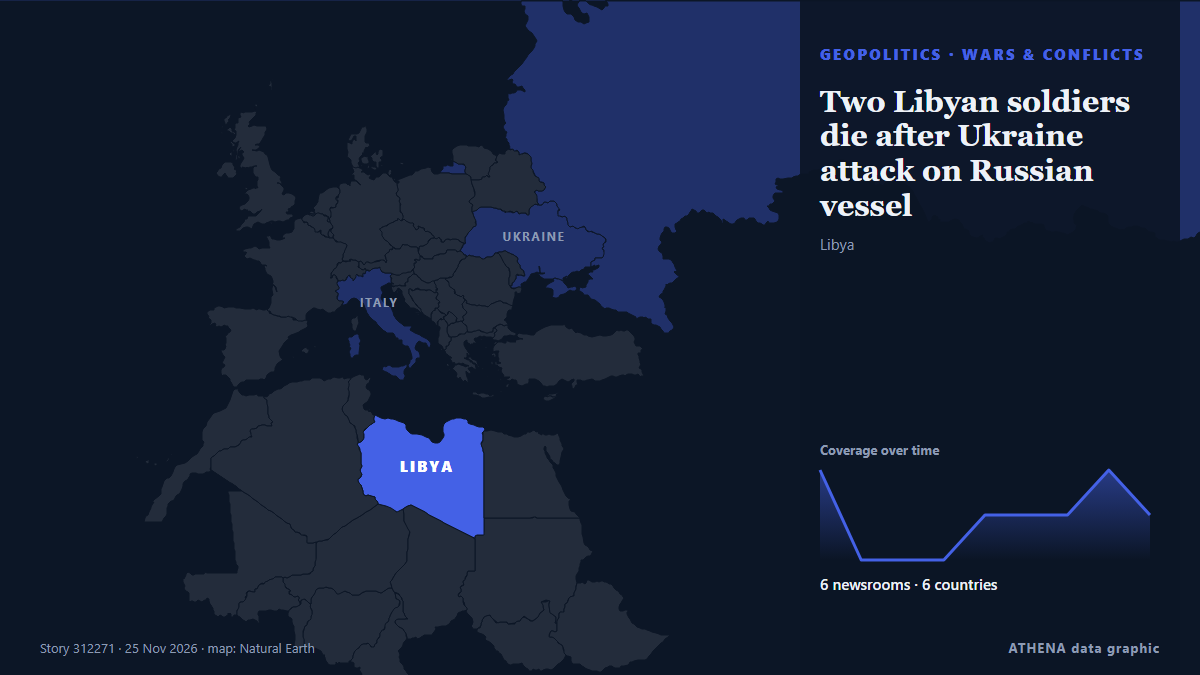 GEOPOLITICS · WARS & CONFLICTS
Two Libyan soldiers
die after Ukraine
attack on Russian
vessel
Libya
UKRAINE
ITALY
LIBYA
Coverage over time
6 newsrooms · 6 countries
Story 312271 · 25 Nov 2026 · map: Natural Earth
ATHENA data graphic